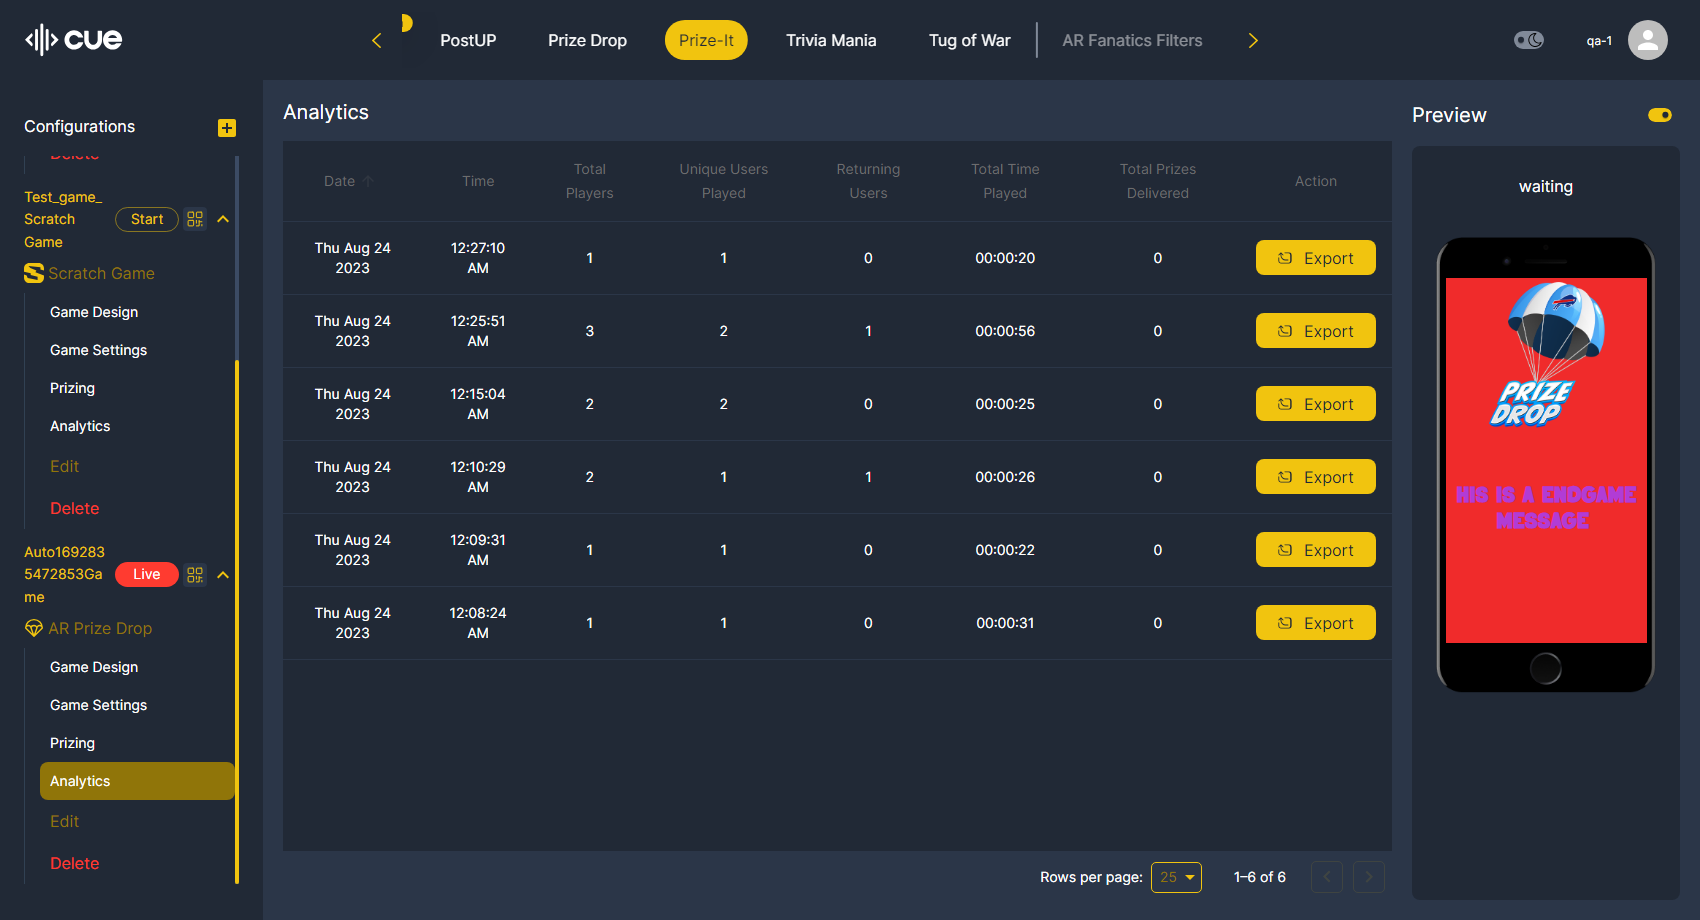 cue
PostUP
Prize Drop
Prize-It
Trivia Mania
Tug of War
AR Fanatics Filters
qa-1
Configurations
Delete
Test_game_
Scratch
Game
Start
Scratch Game
Game Design
Game Settings
Prizing
Analytics
Edit
Delete
Auto169283
5472853Ga
me
Live
AR Prize Drop
Game Design
Game Settings
Prizing
Analytics
Edit
Delete
Analytics
Date
Time
Total
Players
Unique Users
Played
Returning
Users
Total Time
Played
Total Prizes
Delivered
Action
Thu Aug 24
2023
12:27:10
AM
1
1
0
00:00:20
0
Export
Thu Aug 24
2023
12:25:51
AM
3
2
1
00:00:56
0
Export
Thu Aug 24
2023
12:15:04
AM
2
2
0
00:00:25
0
Export
Thu Aug 24
2023
12:10:29
AM
2
1
1
00:00:26
0
Export
Thu Aug 24
2023
12:09:31
AM
1
1
0
00:00:22
0
Export
Thu Aug 24
2023
12:08:24
AM
1
1
0
00:00:31
0
Export
Rows per page:
25
1–6 of 6
Preview
waiting
PRIZE
DROP
HIS IS A ENDGAME
MESSAGE